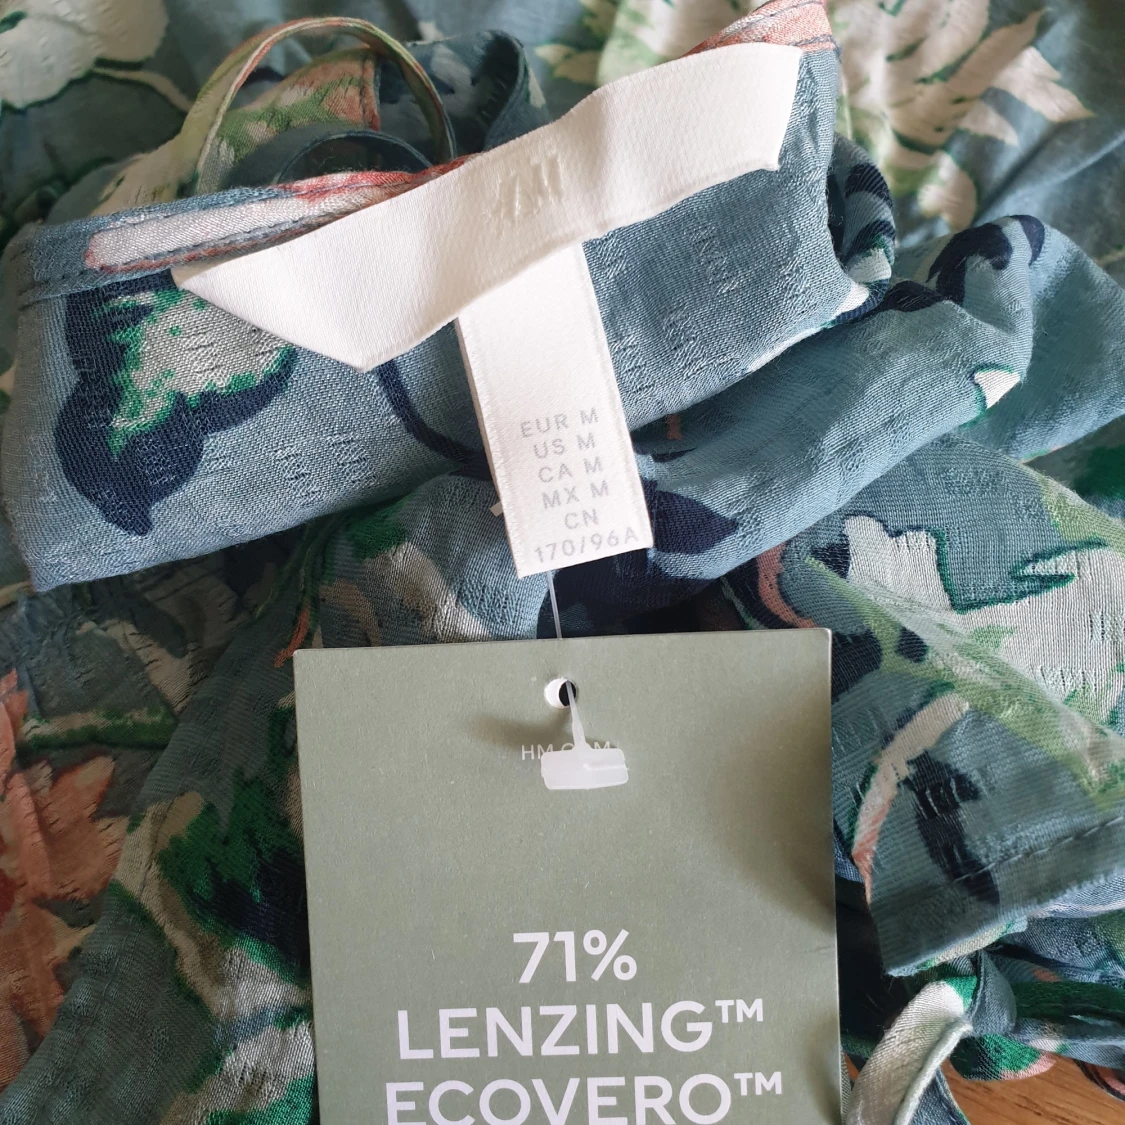 H&M
EUR M
US M
CA M
MX M
CN
170/96A
HM.COM
71%
LENZING™
ECOVERO™